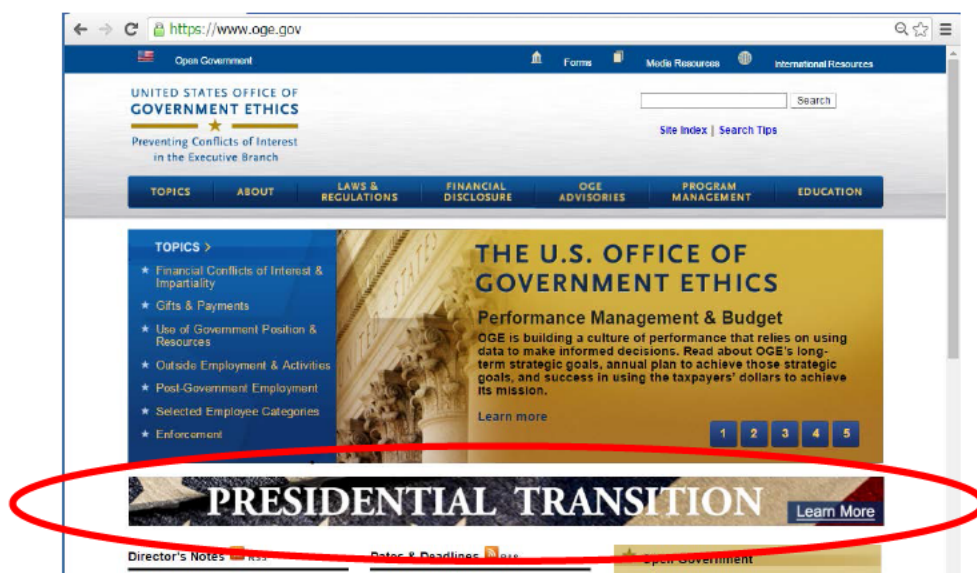 https://www.oge.gov
Open Government Forms Media Resources International Resources
UNITED STATES OFFICE OF
GOVERNMENT ETHICS
Preventing Conflicts of Interest
in the Executive Branch
Search
Site Index | Search Tips
TOPICS ABOUT LAWS & REGULATIONS FINANCIAL DISCLOSURE OGE ADVISORIES PROGRAM MANAGEMENT EDUCATION
TOPICS >
★ Financial Conflicts of Interest &
Impartiality
★ Gifts & Payments
★ Use of Government Position &
Resources
★ Outside Employment & Activities
★ Post-Government Employment
★ Selected Employee Categories
★ Enforcement
THE U.S. OFFICE OF
GOVERNMENT ETHICS
Performance Management & Budget
OGE is building a culture of performance that relies on using
data to make informed decisions. Read about OGE's long-
term strategic goals, annual plan to achieve those strategic
goals, and success in using the taxpayers' dollars to achieve
its mission.
Learn more
1 2 3 4 5
PRESIDENTIAL TRANSITION Learn More
Director's Notes RSS Dates & Deadlines RSS Open Government